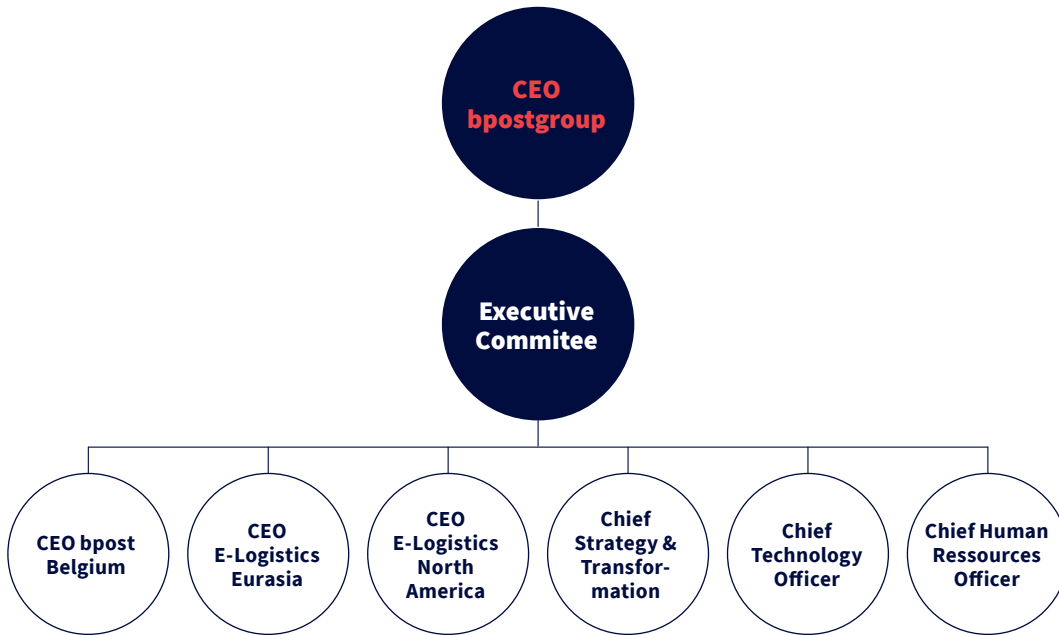 CEO
bpostgroup
Executive
Commitee
CEO bpost
Belgium
CEO
E-Logistics
Eurasia
CEO
E-Logistics
North
America
Chief
Strategy &
Transfor-
mation
Chief
Technology
Officer
Chief Human
Ressources
Officer